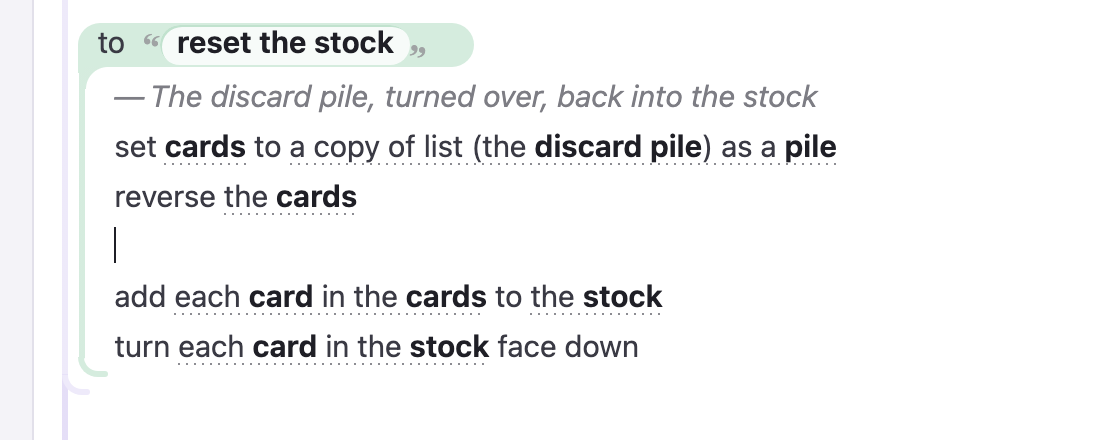 to “ reset the stock ”
— The discard pile, turned over, back into the stock
set cards to a copy of list (the discard pile) as a pile
reverse the cards
add each card in the cards to the stock
turn each card in the stock face down